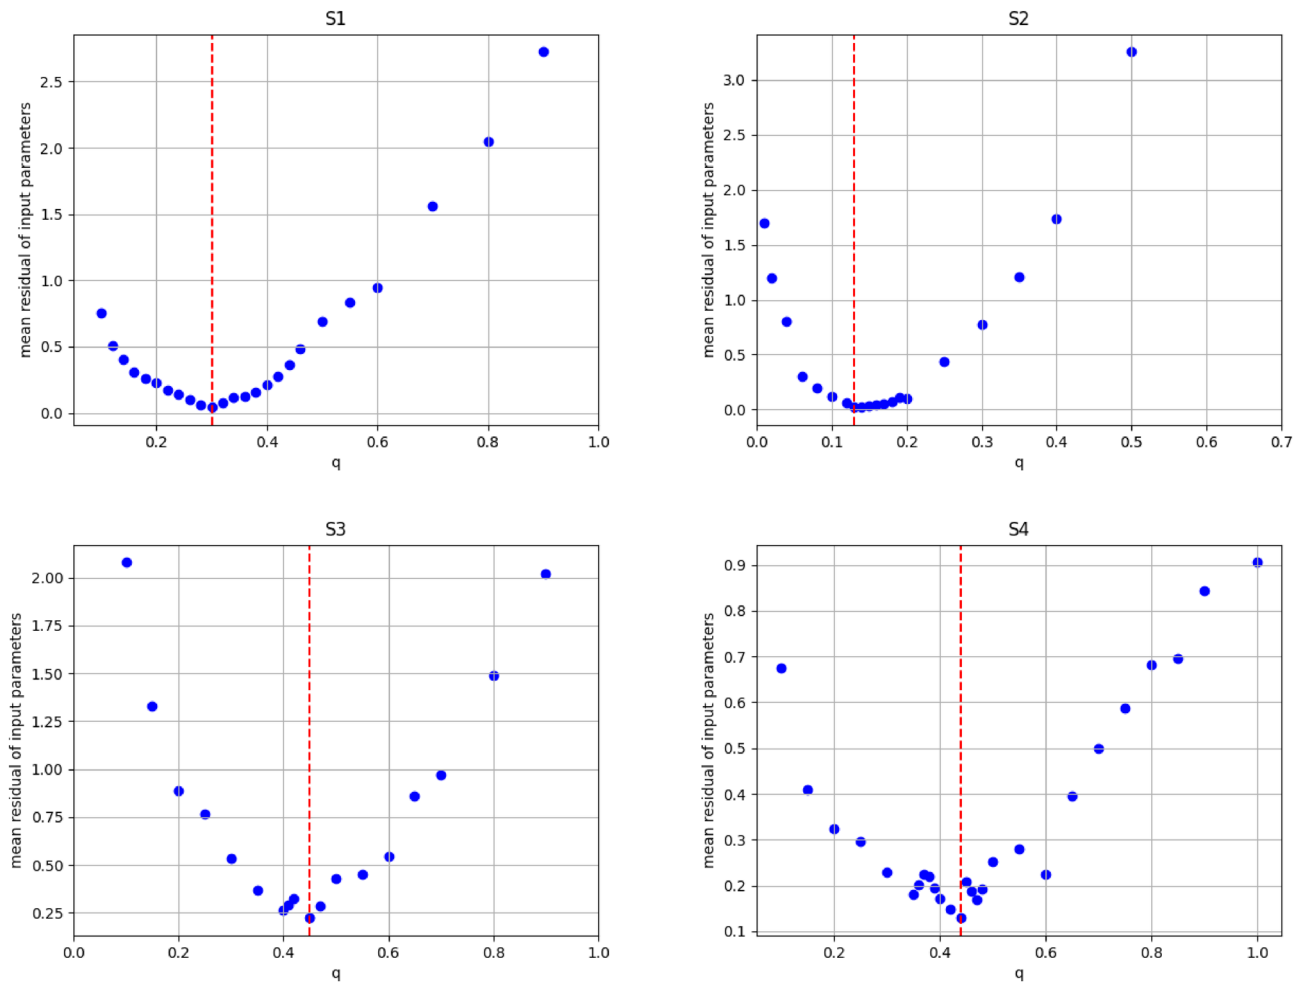 S1
mean residual of input parameters
2.5
2.0
1.5
1.0
0.5
0.0
0.2 0.4 0.6 0.8 1.0
q
S2
mean residual of input parameters
3.0
2.5
2.0
1.5
1.0
0.5
0.0
0.0 0.1 0.2 0.3 0.4 0.5 0.6 0.7
q
S3
mean residual of input parameters
2.00
1.75
1.50
1.25
1.00
0.75
0.50
0.25
0.0 0.2 0.4 0.6 0.8 1.0
q
S4
mean residual of input parameters
0.9
0.8
0.7
0.6
0.5
0.4
0.3
0.2
0.1
0.2 0.4 0.6 0.8 1.0
q